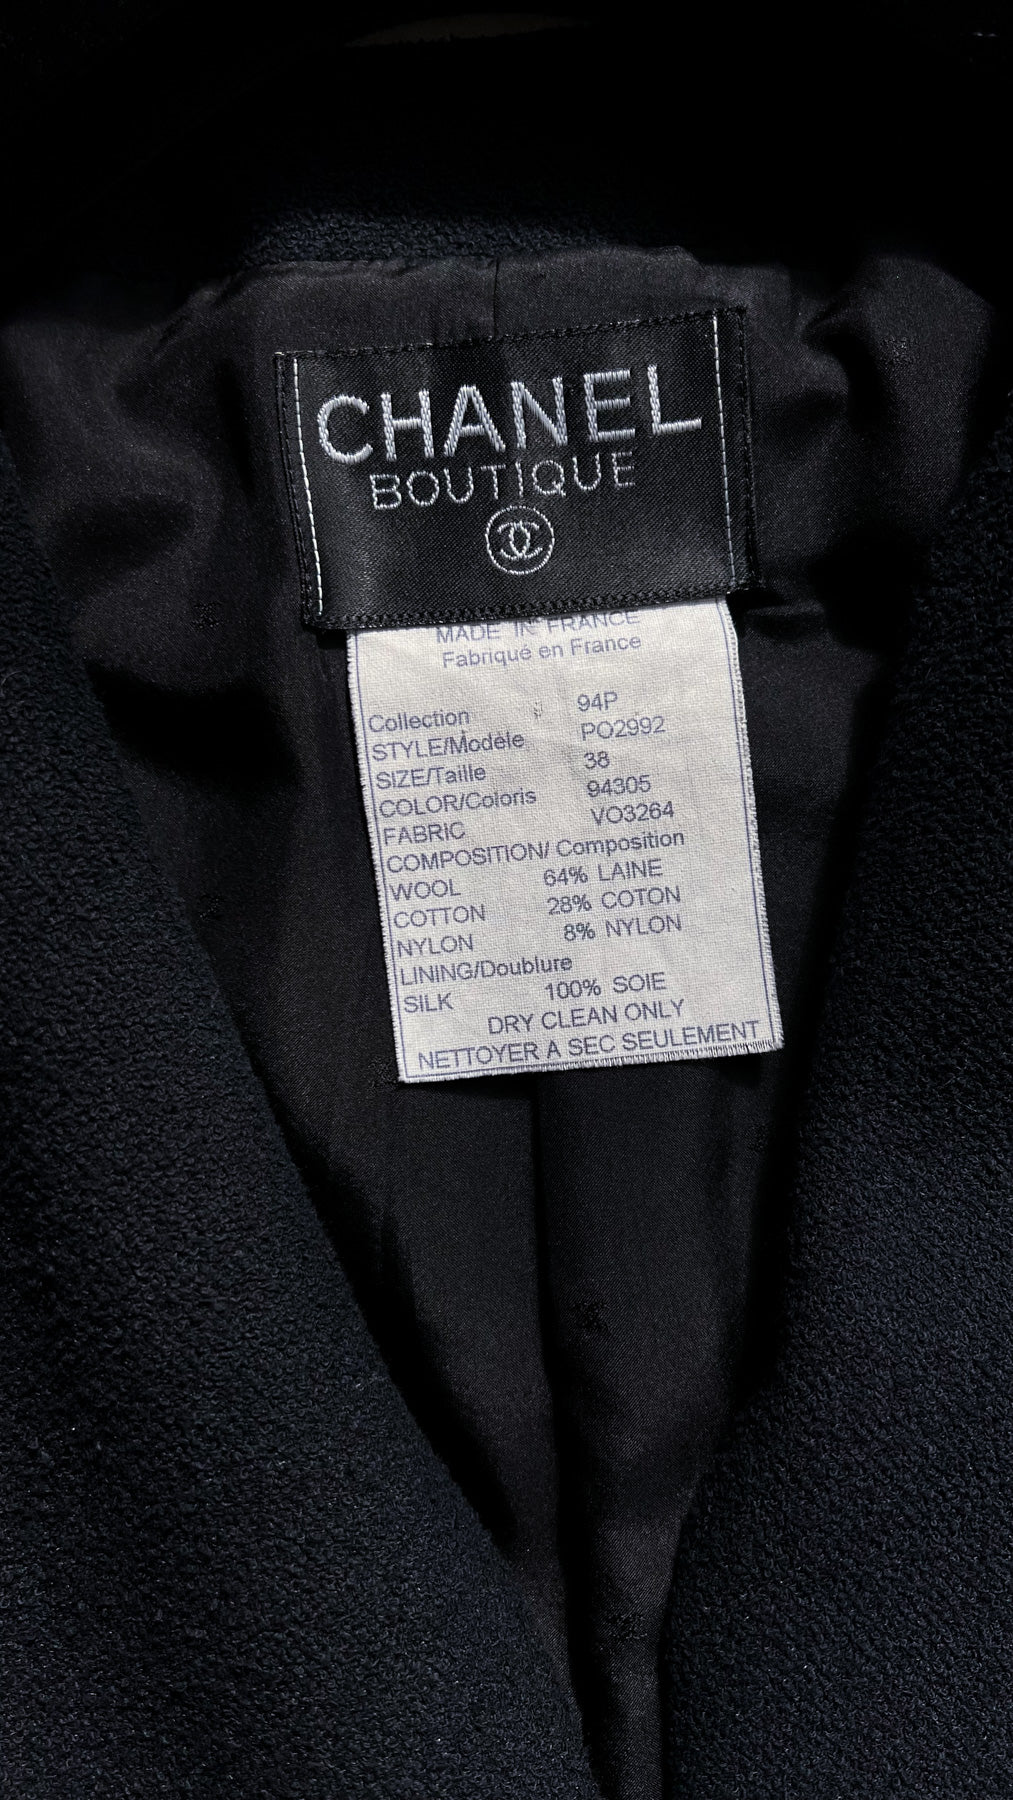 CHANEL
BOUTIQUE
MADE IN FRANCE
Fabriqué en France
Collection 94P
STYLE/Modéle PO2992
SIZE/Taille 38
COLOR/Coloris 94305
FABRIC VO3264
COMPOSITION/ Composition
WOOL 64% LAINE
COTTON 28% COTON
NYLON 8% NYLON
LINING/Doublure
SILK 100% SOIE
DRY CLEAN ONLY
NETTOYER A SEC SEULEMENT